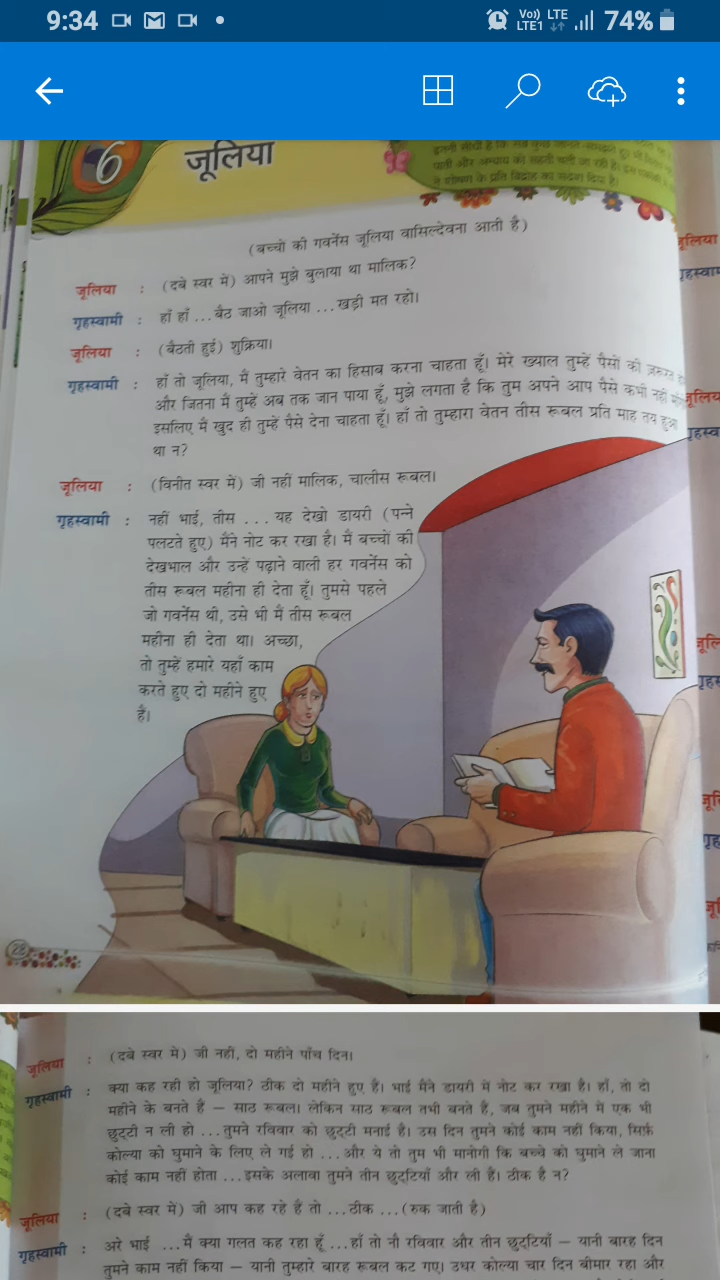 9:34
Vo)) LTE
LTE1
74%
6
जूलिया
ने शोषण के प्रति विद्रोह का संदेश दिया है।
(बच्चों की गवर्नेस जूलिया वासिल्देवना आती है)
जूलिया : (दबे स्वर में) आपने मुझे बुलाया था मालिक?
गृहस्वामी : हाँ हाँ ...बैठ जाओ जूलिया ...खड़ी मत रहो।
जूलिया : (बैठती हुई) शुक्रिया।
गृहस्वामी : हाँ तो जूलिया, मैं तुम्हारे वेतन का हिसाब करना चाहता हूँ। मेरे ख्याल तुम्हें पैसों की ज़रूरत
और जितना मैं तुम्हें अब तक जान पाया हूँ, मुझे लगता है कि तुम अपने आप पैसे कभी नहीं
इसलिए मैं खुद ही तुम्हें पैसे देना चाहता हूँ। हाँ तो तुम्हारा वेतन तीस रूबल प्रति माह तय हुआ
था न?
जूलिया : (विनीत स्वर में) जी नहीं मालिक, चालीस रूबल।
गृहस्वामी : नहीं भाई, तीस ... यह देखो डायरी (पन्ने
पलटते हुए) मैंने नोट कर रखा है। मैं बच्चों की
देखभाल और उन्हें पढ़ाने वाली हर गवर्नेस को
तीस रूबल महीना ही देता हूँ। तुमसे पहले
जो गवर्नेस थी, उसे भी मैं तीस रूबल
महीना ही देता था। अच्छा,
तो तुम्हें हमारे यहाँ काम
करते हुए दो महीने हुए
है।
जूलिया : (दबे स्वर में) जी नहीं, दो महीने पाँच दिन।
गृहस्वामी : क्या कह रही हो जूलिया? ठीक दो महीने हुए है। भाई मैंने डायरी में नोट कर रखा है। हाँ, तो दो
महीने के बनते है – साठ रूबल। लेकिन साठ रूबल तभी बनते है, जब तुमने महीने में एक भी
छुट्टी न ली हो ...तुमने रविवार को छुट्टी मनाई है। उस दिन तुमने कोई काम नहीं किया, सिर्फ़
कोल्या को घुमाने के लिए ले गई हो ...और ये तो तुम भी मानोगी कि बच्चे को घुमाने ले जाना
कोई काम नहीं होता ...इसके अलावा तुमने तीन छुट्टियाँ और ली है। ठीक है न?
जूलिया : (दबे स्वर में) जी आप कह रहे है तो ...ठीक ...(रुक जाती है)
गृहस्वामी : अरे भाई ...मैं क्या गलत कह रहा हूँ ...हाँ तो नौ रविवार और तीन छुट्टियाँ – यानी बारह दिन
तुमने काम नहीं किया – यानी तुम्हारे बारह रूबल कट गए। उधर कोल्या चार दिन बीमार रहा और